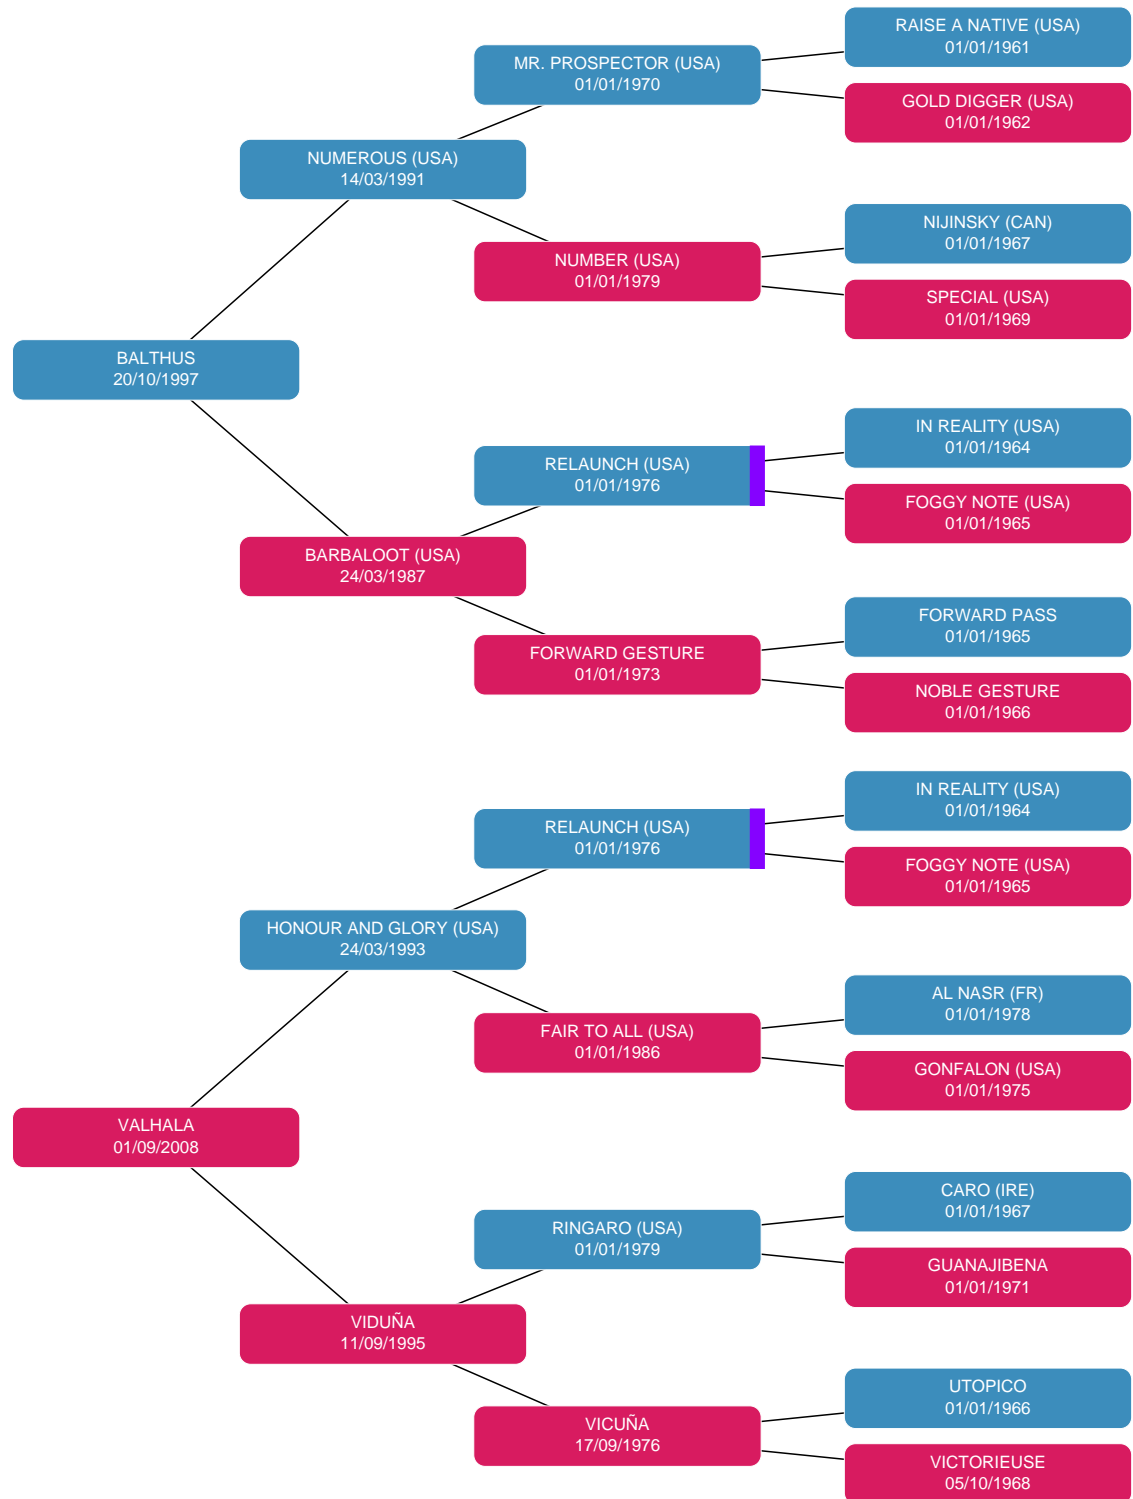 RAISE A NATIVE (USA)
01/01/1961
MR. PROSPECTOR (USA)
01/01/1970
GOLD DIGGER (USA)
01/01/1962
NUMEROUS (USA)
14/03/1991
NIJINSKY (CAN)
01/01/1967
NUMBER (USA)
01/01/1979
SPECIAL (USA)
01/01/1969
BALTHUS
20/10/1997
IN REALITY (USA)
01/01/1964
RELAUNCH (USA)
01/01/1976
FOGGY NOTE (USA)
01/01/1965
BARBALOOT (USA)
24/03/1987
FORWARD PASS
01/01/1965
FORWARD GESTURE
01/01/1973
NOBLE GESTURE
01/01/1966
IN REALITY (USA)
01/01/1964
RELAUNCH (USA)
01/01/1976
FOGGY NOTE (USA)
01/01/1965
HONOUR AND GLORY (USA)
24/03/1993
AL NASR (FR)
01/01/1978
FAIR TO ALL (USA)
01/01/1986
GONFALON (USA)
01/01/1975
VALHALA
01/09/2008
CARO (IRE)
01/01/1967
RINGARO (USA)
01/01/1979
GUANAJIBENA
01/01/1971
VIDUÑA
11/09/1995
UTOPICO
01/01/1966
VICUÑA
17/09/1976
VICTORIEUSE
05/10/1968